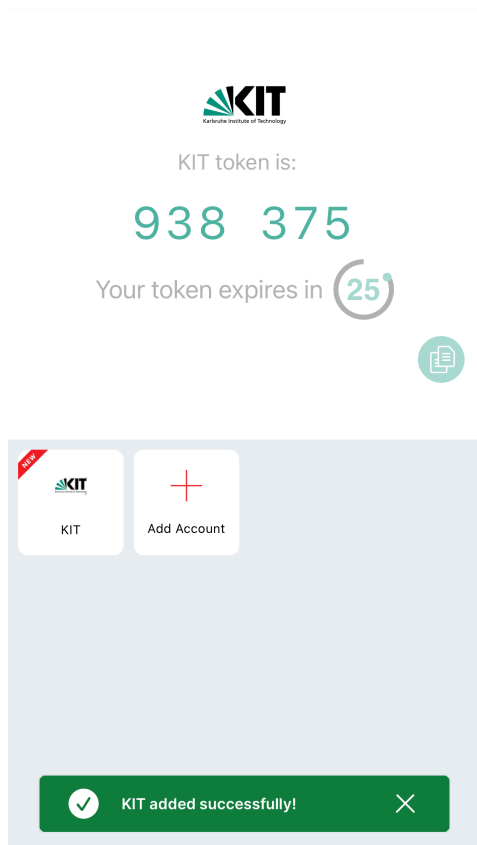 KIT
Karlsruhe Institute of Technology
KIT token is:
938 375
Your token expires in 25
NEW
KIT
KIT
Add Account
KIT added successfully!